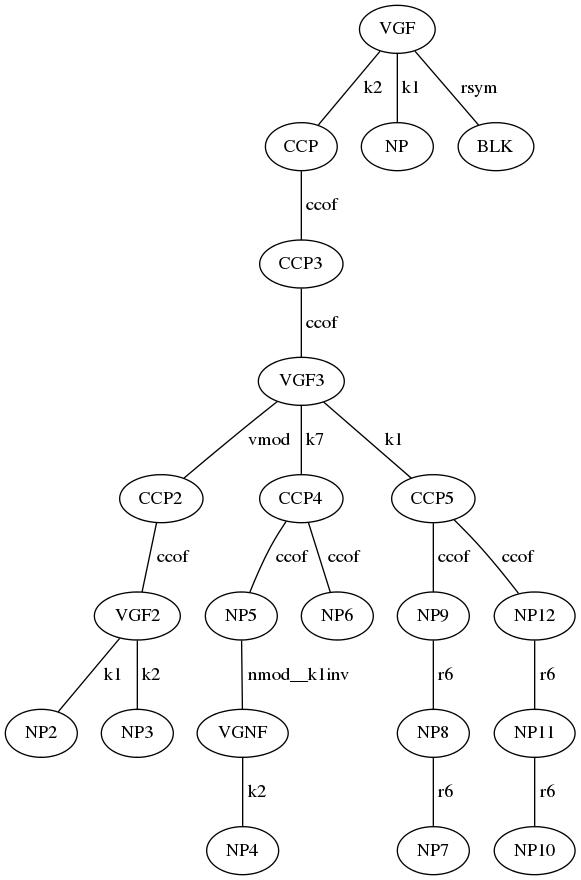 VGF
k2 k1 rsym
CCP NP BLK
ccof
CCP3
ccof
VGF3
vmod k7 k1
CCP2 CCP4 CCP5
ccof ccof ccof ccof ccof
VGF2 NP5 NP6 NP9 NP12
k1 k2 nmod__k1inv r6 r6
NP2 NP3 VGNF NP8 NP11
k2 r6 r6
NP4 NP7 NP10